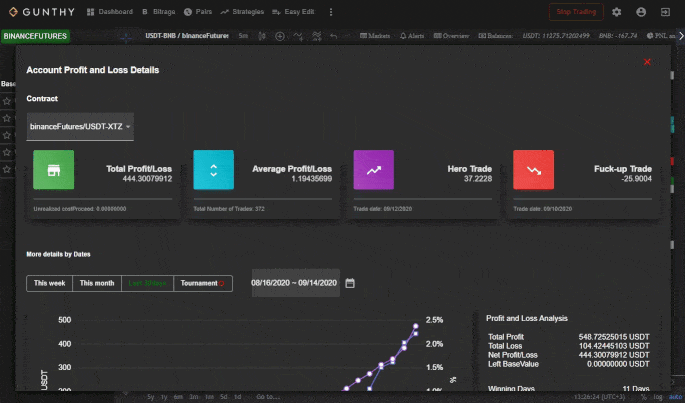 GUNTHY Dashboard B Bitrage Pairs Strategies Easy Edit Stop Trading
BINANCEFUTURES USDT-BNB / binanceFutures 5m Markets Alerts Overview Balances: USDT: 11275.71202499 BNB: -167.74 PNL
Account Profit and Loss Details
Contract
binanceFutures/USDT-XTZ
Total Profit/Loss
444.30079912
Unrealized costProceed: 0.00000000
Average Profit/Loss
1.19435699
Total Number of Trades: 372
Hero Trade
37.2228
Trade date: 09/12/2020
Fuck-up Trade
-25.9004
Trade date: 09/10/2020
More details by Dates
This week This month Last 30days Tournament
08/16/2020 ~ 09/14/2020
500 2.5%
400 2.0%
300 1.5%
200 1.0%
USDT %
Profit and Loss Analysis
Total Profit 548.72525015 USDT
Total Loss 104.42445103 USDT
Net Profit/Loss 444.30079912 USDT
Left BaseValue 0.00000000 USDT
Winning Days 11 Days
5y 1y 6m 3m 1m 5d 1d Go to... 11:26:24 (UTC+3) % log auto